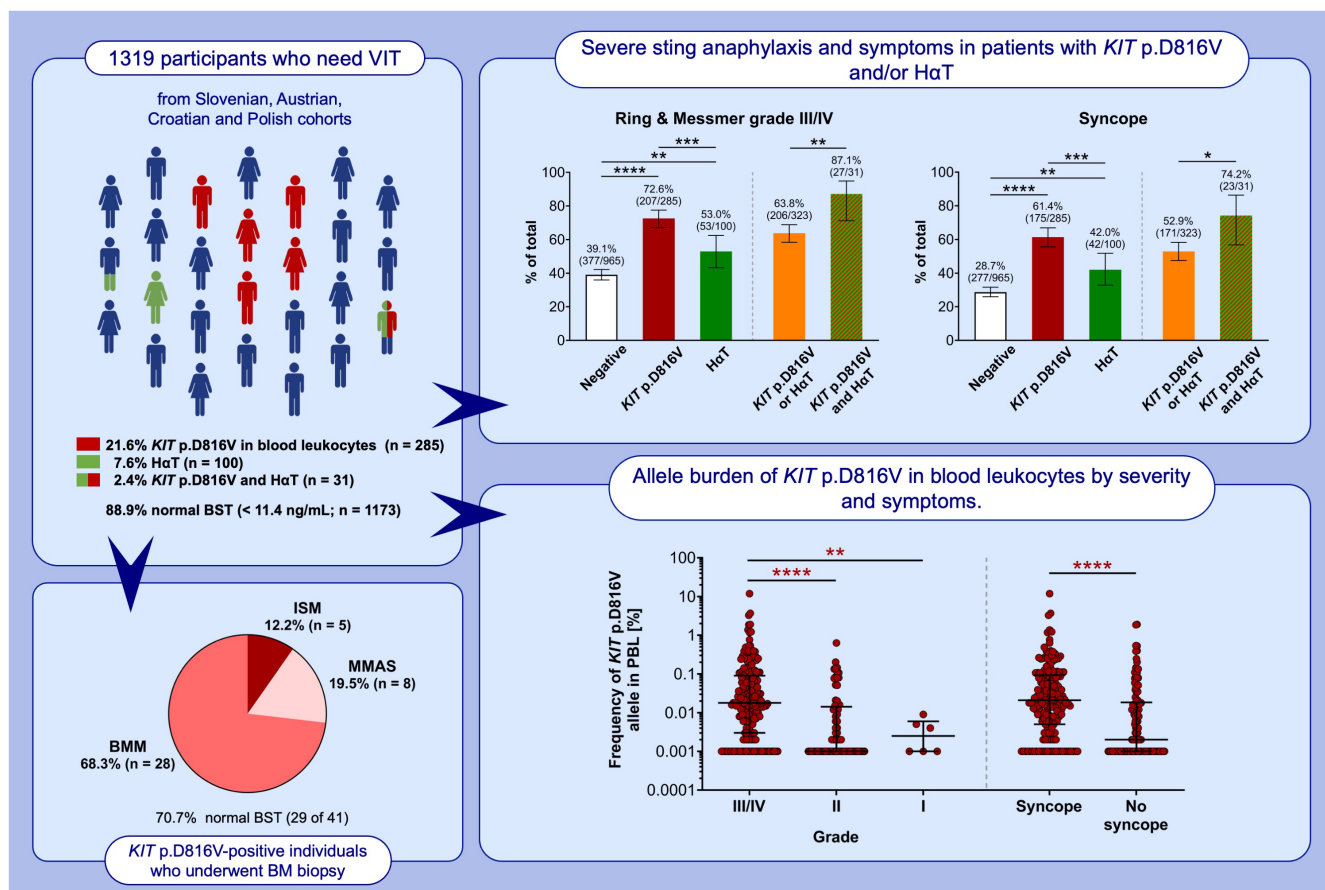 1319 participants who need VIT
from Slovenian, Austrian,
Croatian and Polish cohorts
21.6% KIT p.D816V in blood leukocytes (n = 285)
7.6% HαT (n = 100)
2.4% KIT p.D816V and HαT (n = 31)
88.9% normal BST (< 11.4 ng/mL; n = 1173)
Severe sting anaphylaxis and symptoms in patients with KIT p.D816V
and/or HαT
Ring & Messmer grade III/IV
***
**
****
**
% of total
100
80
60
40
20
0
39.1%
(377/965)
72.6%
(207/285)
53.0%
(53/100)
63.8%
(206/323)
87.1%
(27/31)
Negative
KIT p.D816V
HαT
KIT p.D816V
or HαT
KIT p.D816V
and HαT
Syncope
***
**
****
*
% of total
100
80
60
40
20
0
28.7%
(277/965)
61.4%
(175/285)
42.0%
(42/100)
52.9%
(171/323)
74.2%
(23/31)
Negative
KIT p.D816V
HαT
KIT p.D816V
or HαT
KIT p.D816V
and HαT
ISM
12.2% (n = 5)
MMAS
19.5% (n = 8)
BMM
68.3% (n = 28)
70.7% normal BST (29 of 41)
KIT p.D816V-positive individuals
who underwent BM biopsy
Allele burden of KIT p.D816V in blood leukocytes by severity
and symptoms.
Frequency of KIT p.D816V
allele in PBL [%]
100
10
1
0.1
0.01
0.001
0.0001
**
****
****
III/IV
II
I
Grade
Syncope
No
syncope